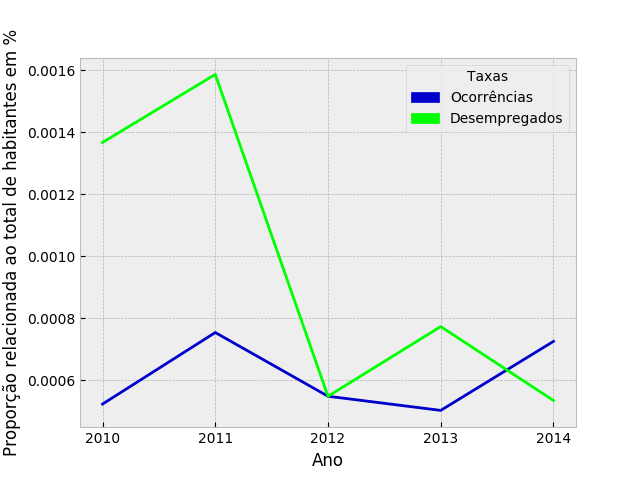 Proporção relacionada ao total de habitantes em %
0.0016
0.0014
0.0012
0.0010
0.0008
0.0006
Taxas
Ocorrências
Desempregados
2010 2011 2012 2013 2014
Ano